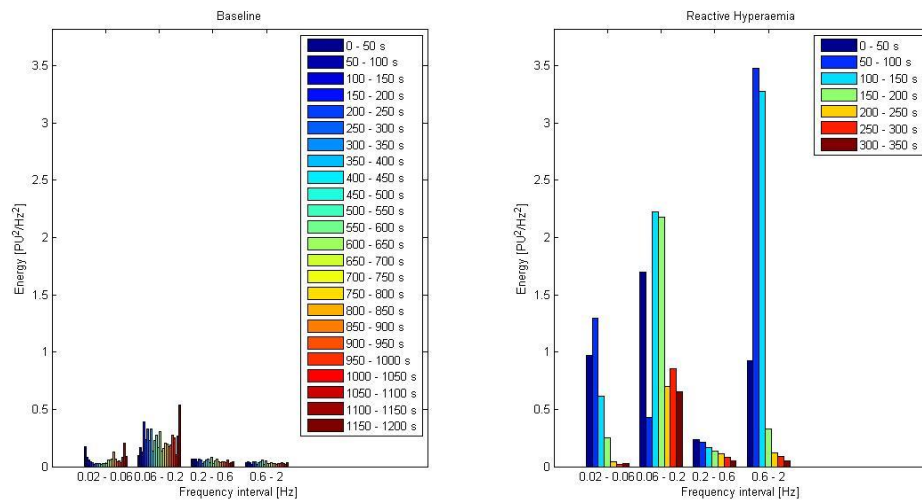 Baseline
Energy [PU²/Hz²]
3.5
3
2.5
2
1.5
1
0.5
0
0.02 - 0.06
0.06 - 0.2
0.2 - 0.6
0.6 - 2
Frequency interval [Hz]
0 - 50 s
50 - 100 s
100 - 150 s
150 - 200 s
200 - 250 s
250 - 300 s
300 - 350 s
350 - 400 s
400 - 450 s
450 - 500 s
500 - 550 s
550 - 600 s
600 - 650 s
650 - 700 s
700 - 750 s
750 - 800 s
800 - 850 s
850 - 900 s
900 - 950 s
950 - 1000 s
1000 - 1050 s
1050 - 1100 s
1100 - 1150 s
1150 - 1200 s
Reactive Hyperaemia
Energy [PU²/Hz²]
3.5
3
2.5
2
1.5
1
0.5
0
0.02 - 0.06
0.06 - 0.2
0.2 - 0.6
0.6 - 2
Frequency interval [Hz]
0 - 50 s
50 - 100 s
100 - 150 s
150 - 200 s
200 - 250 s
250 - 300 s
300 - 350 s